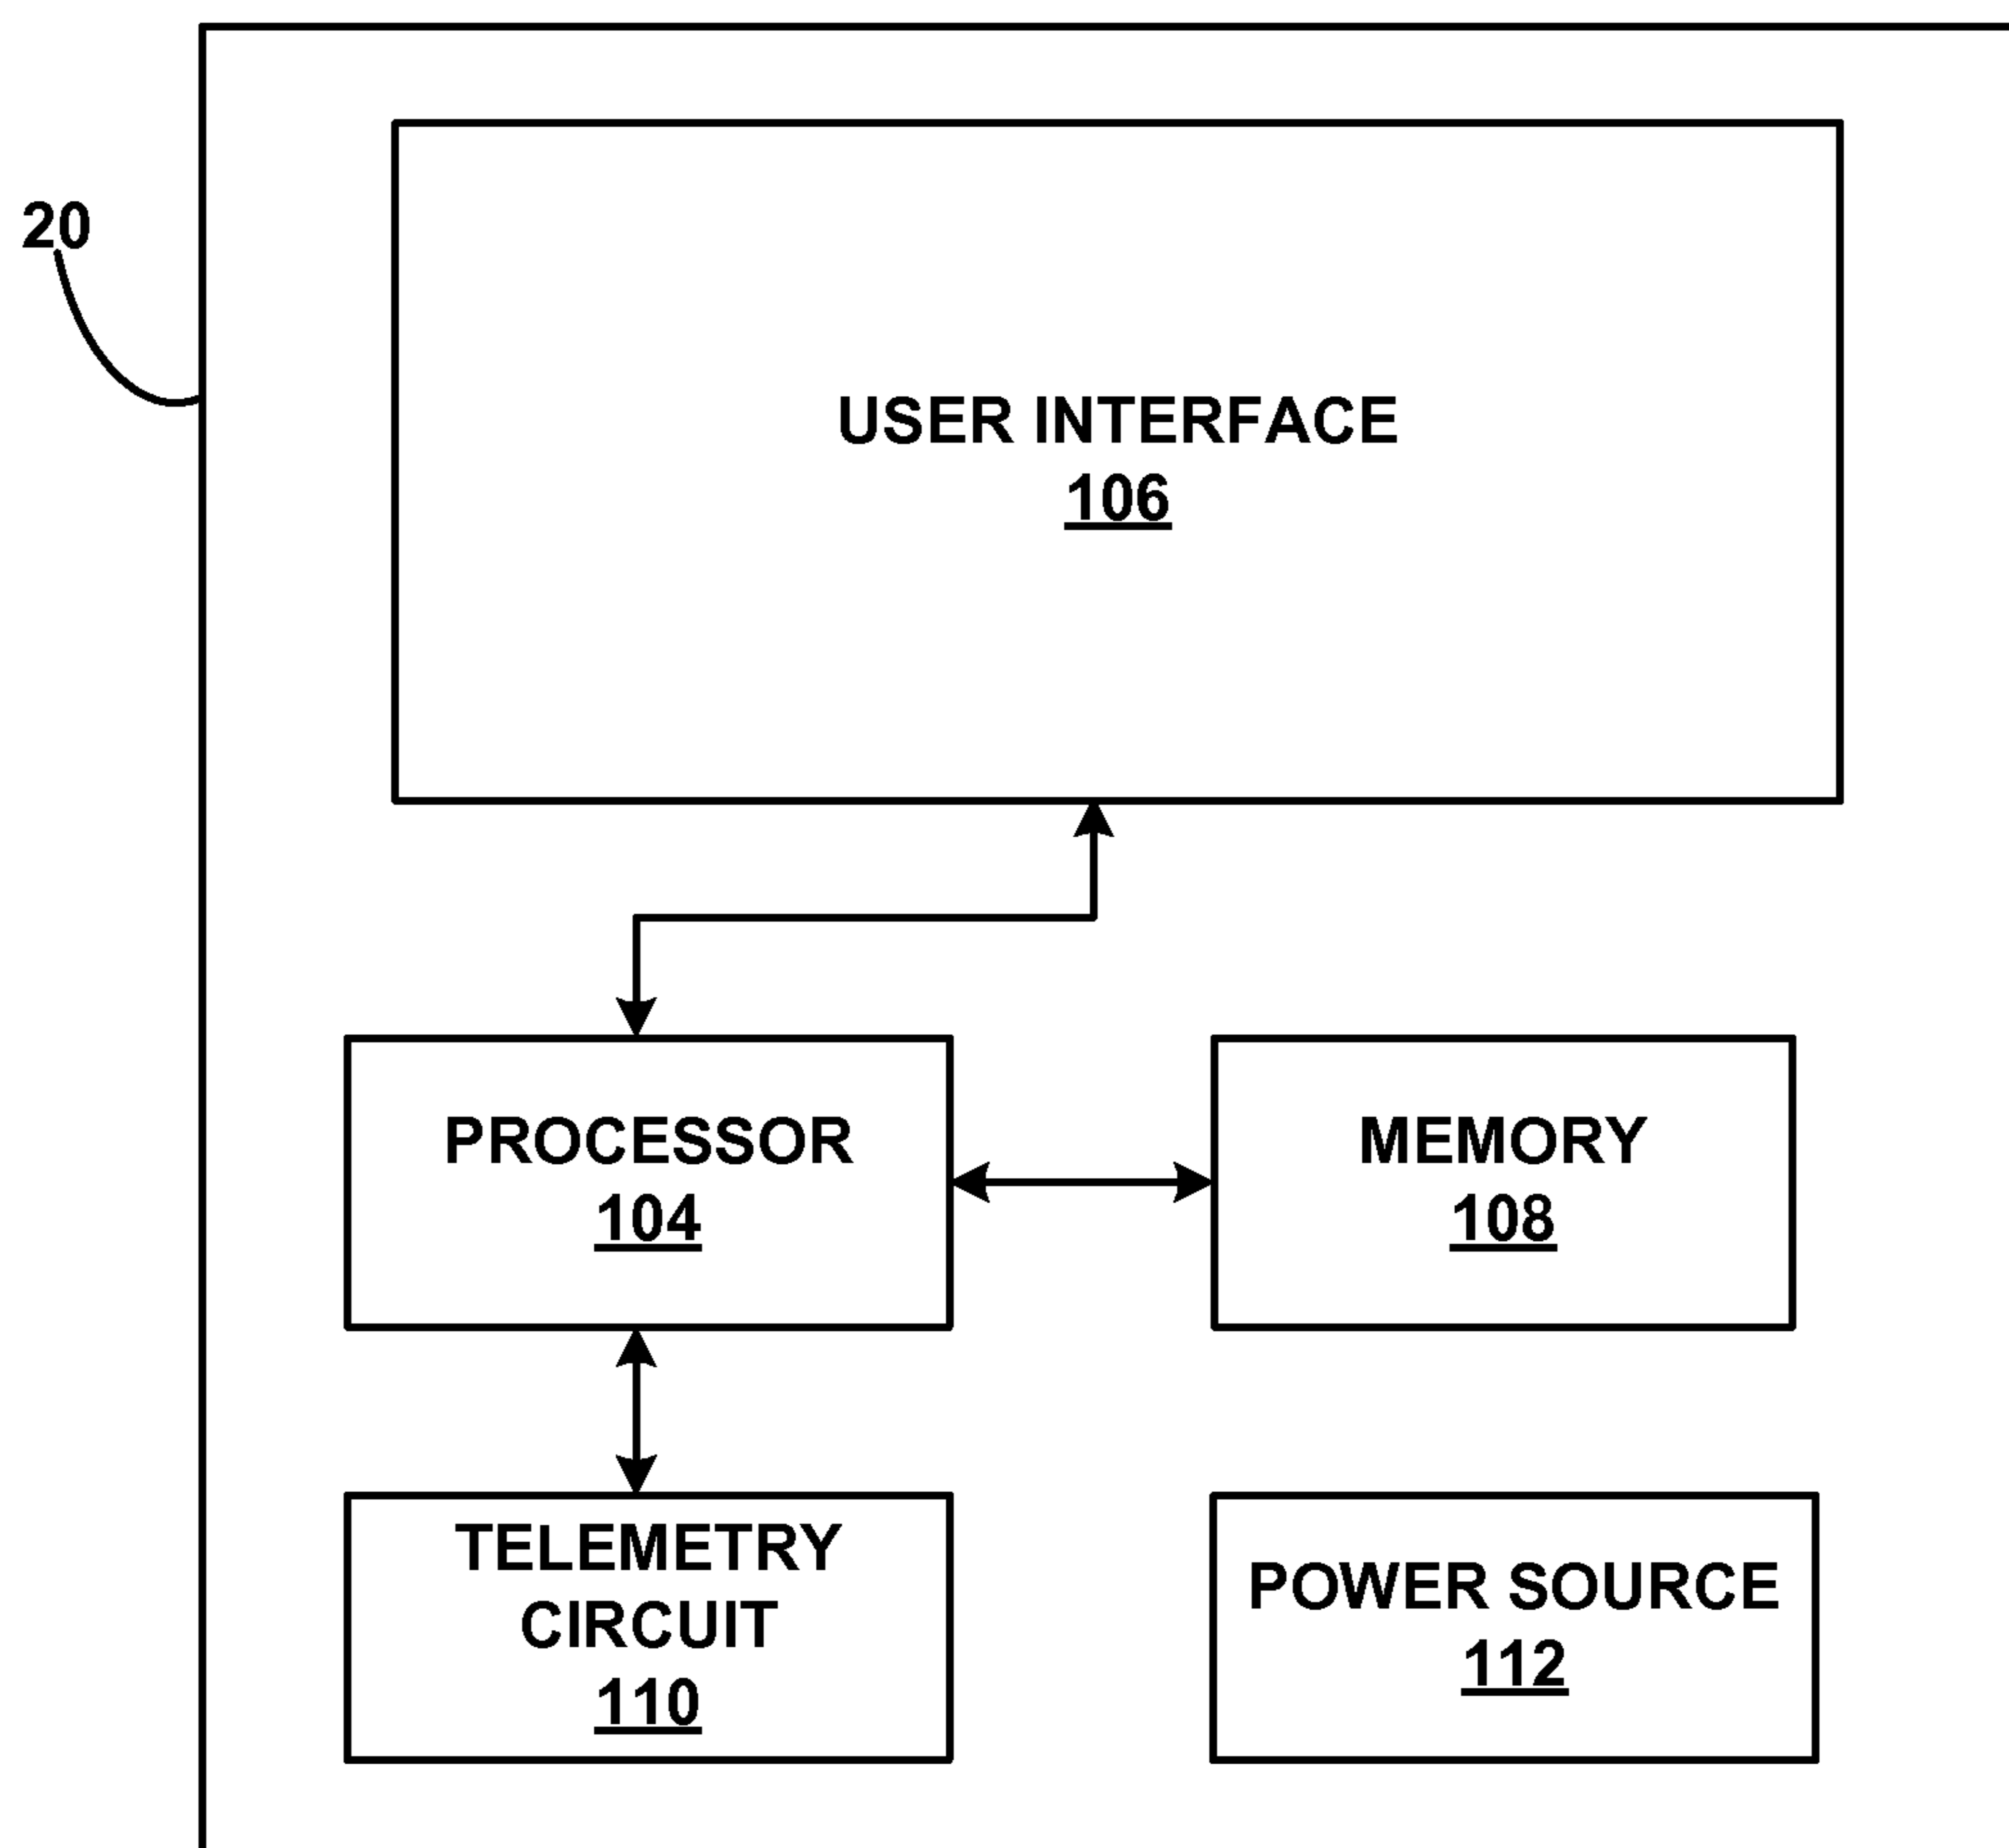 20
USER INTERFACE
106
PROCESSOR
104
MEMORY
108
TELEMETRY
CIRCUIT
110
POWER SOURCE
112